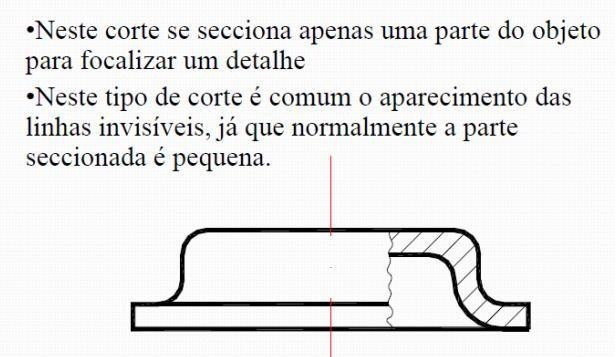 •Neste corte se secciona apenas uma parte do objeto
para focalizar um detalhe
•Neste tipo de corte é comum o aparecimento das
linhas invisíveis, já que normalmente a parte
seccionada é pequena.